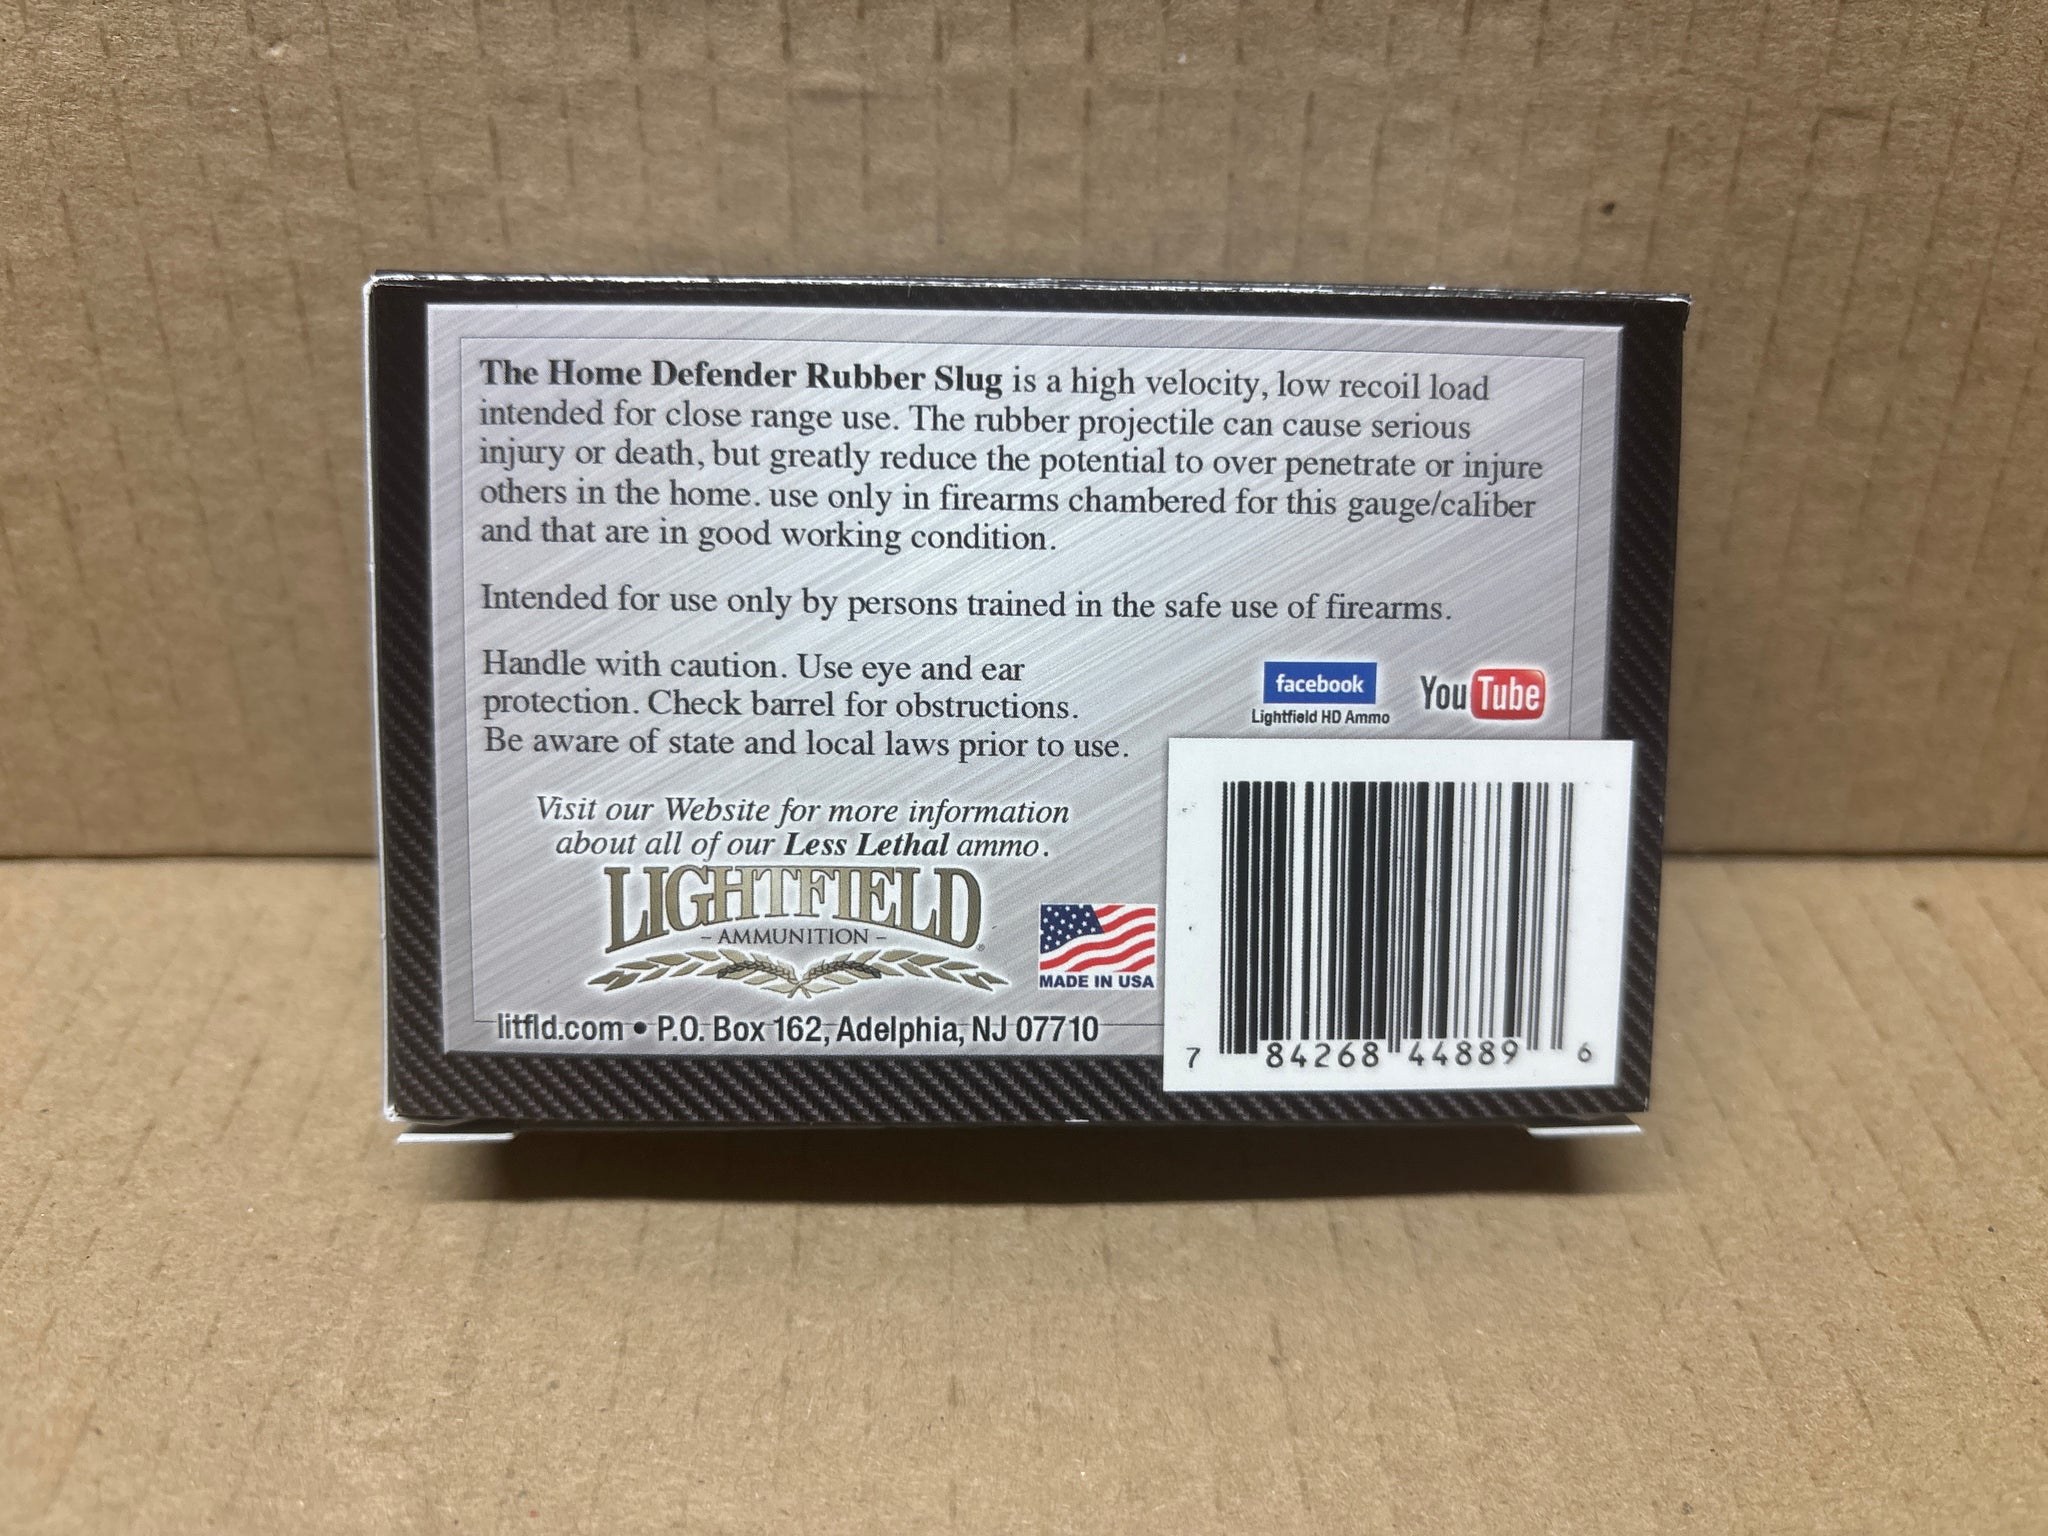 The Home Defender Rubber Slug is a high velocity, low recoil load
intended for close range use. The rubber projectile can cause serious
injury or death, but greatly reduce the potential to over penetrate or injure
others in the home. use only in firearms chambered for this gauge/caliber
and that are in good working condition.
Intended for use only by persons trained in the safe use of firearms.
Handle with caution. Use eye and ear
protection. Check barrel for obstructions.
Be aware of state and local laws prior to use.
facebook
Lightfield HD Ammo
YouTube
Visit our Website for more information
about all of our Less Lethal ammo.
LIGHTFIELD®
- AMMUNITION -
MADE IN USA
litfld.com • P.O. Box 162, Adelphia, NJ 07710
7 84268 44889 6